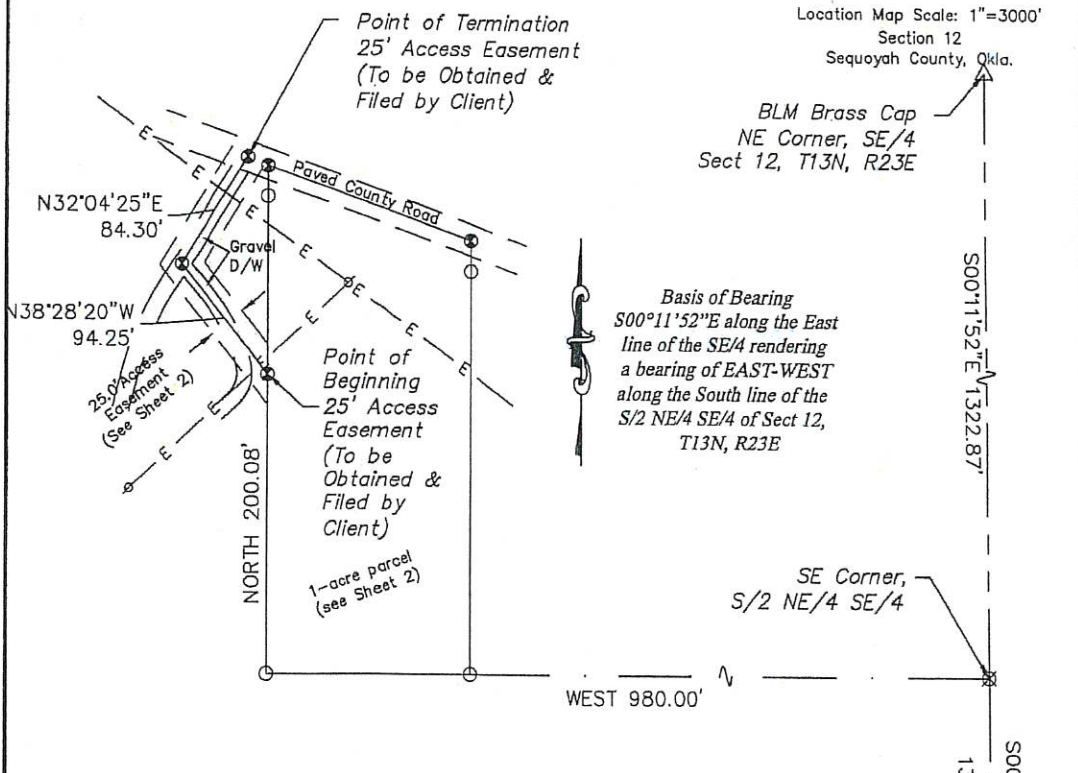 Location Map Scale: 1"=3000'
Section 12
Sequoyah County, Okla.
Point of Termination
25' Access Easement
(To be Obtained &
Filed by Client)
BLM Brass Cap
NE Corner, SE/4
Sect 12, T13N, R23E
E
E
E
Paved County Road
N32°04'25"E
84.30'
E
Gravel
D/W
E
E
E
E
N38°28'20"W
94.25'
25.0' Access
Easement
(See Sheet 2)
E
E
Point of
Beginning
25' Access
Easement
(To be
Obtained &
Filed by
Client)
Basis of Bearing
S00°11'52"E along the East
line of the SE/4 rendering
a bearing of EAST-WEST
along the South line of the
S/2 NE/4 SE/4 of Sect 12,
T13N, R23E
S00°11'52"E 1322.87'
NORTH 200.08'
1-acre parcel
(see Sheet 2)
SE Corner,
S/2 NE/4 SE/4
WEST 980.00'